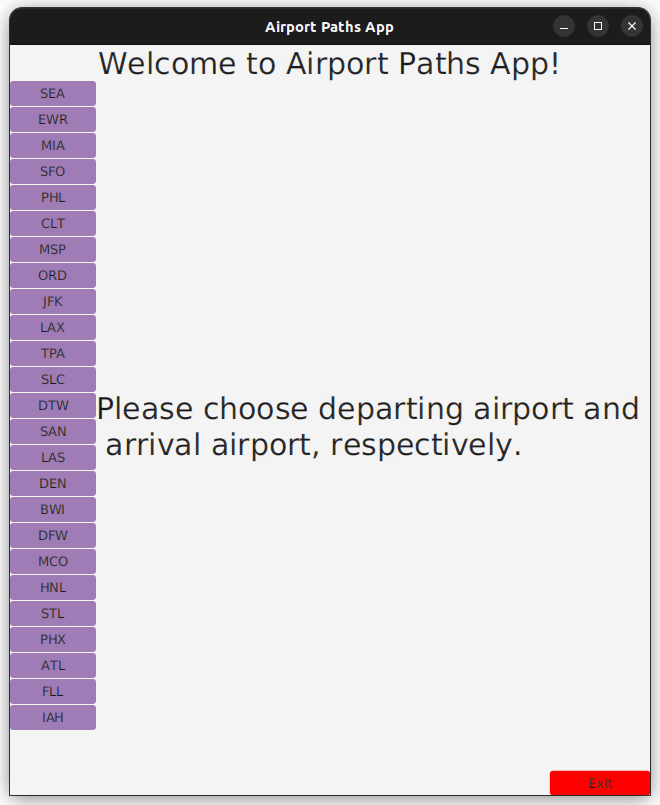 Airport Paths App
Welcome to Airport Paths App!
SEA
EWR
MIA
SFO
PHL
CLT
MSP
ORD
JFK
LAX
TPA
SLC
DTW
SAN
LAS
DEN
BWI
DFW
MCO
HNL
STL
PHX
ATL
FLL
IAH
Please choose departing airport and
arrival airport, respectively.
Exit